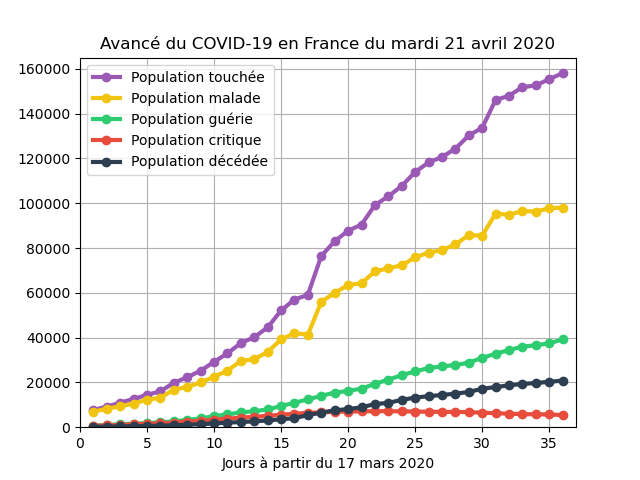 Avancé du COVID-19 en France du mardi 21 avril 2020
160000
140000
120000
100000
80000
60000
40000
20000
0
Population touchée
Population malade
Population guérie
Population critique
Population décédée
0 5 10 15 20 25 30 35
Jours à partir du 17 mars 2020